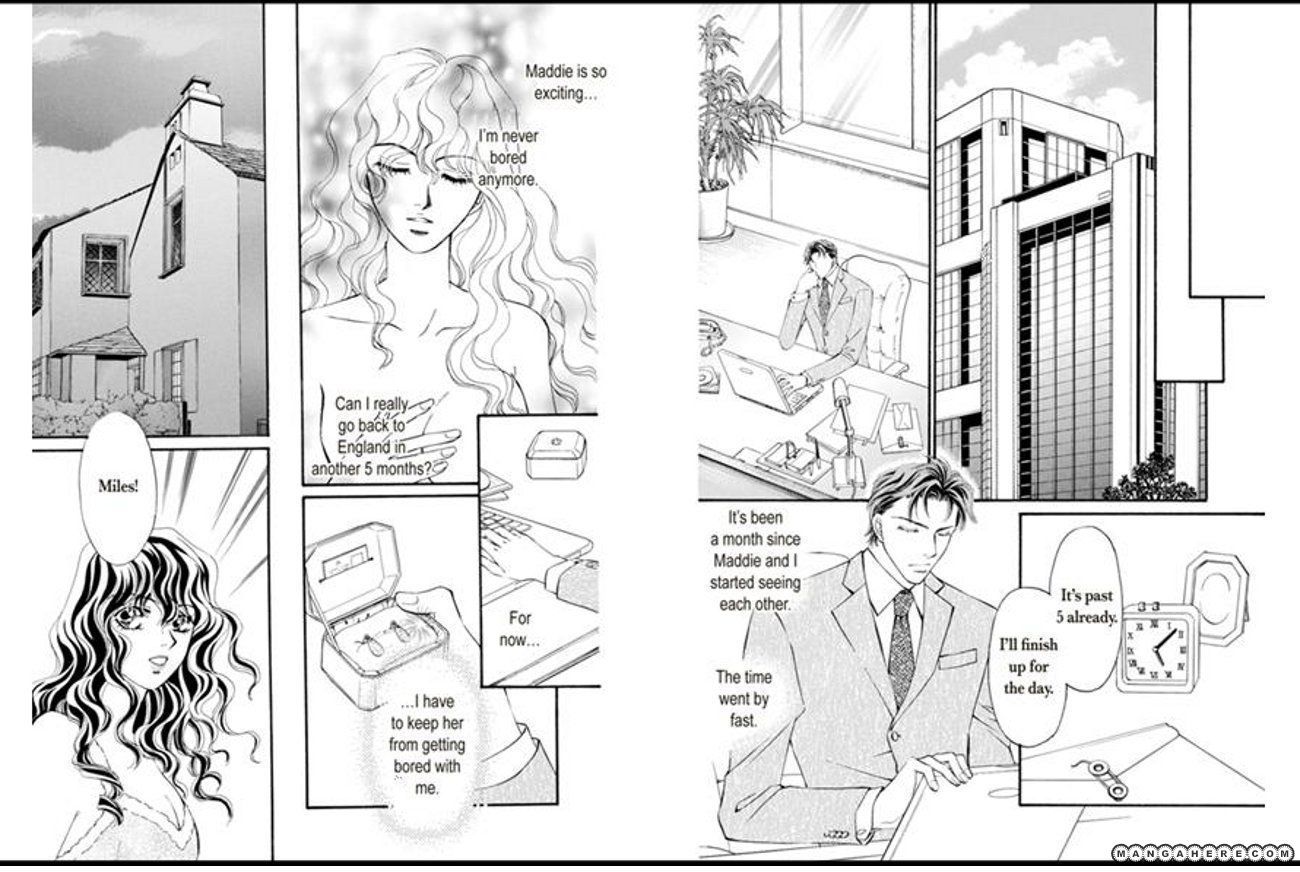 It's past
5 already.
I'll finish
up for
the day.
It's been
a month since
Maddie and I
started seeing
each other.
The time
went by
fast.
Maddie is so
exciting...
I'm never
bored
anymore.
Can I really
go back to
England in
another 5 months?
For
now...
...I have
to keep her
from getting
bored with
me.
Miles!
MANGAHERE.COM